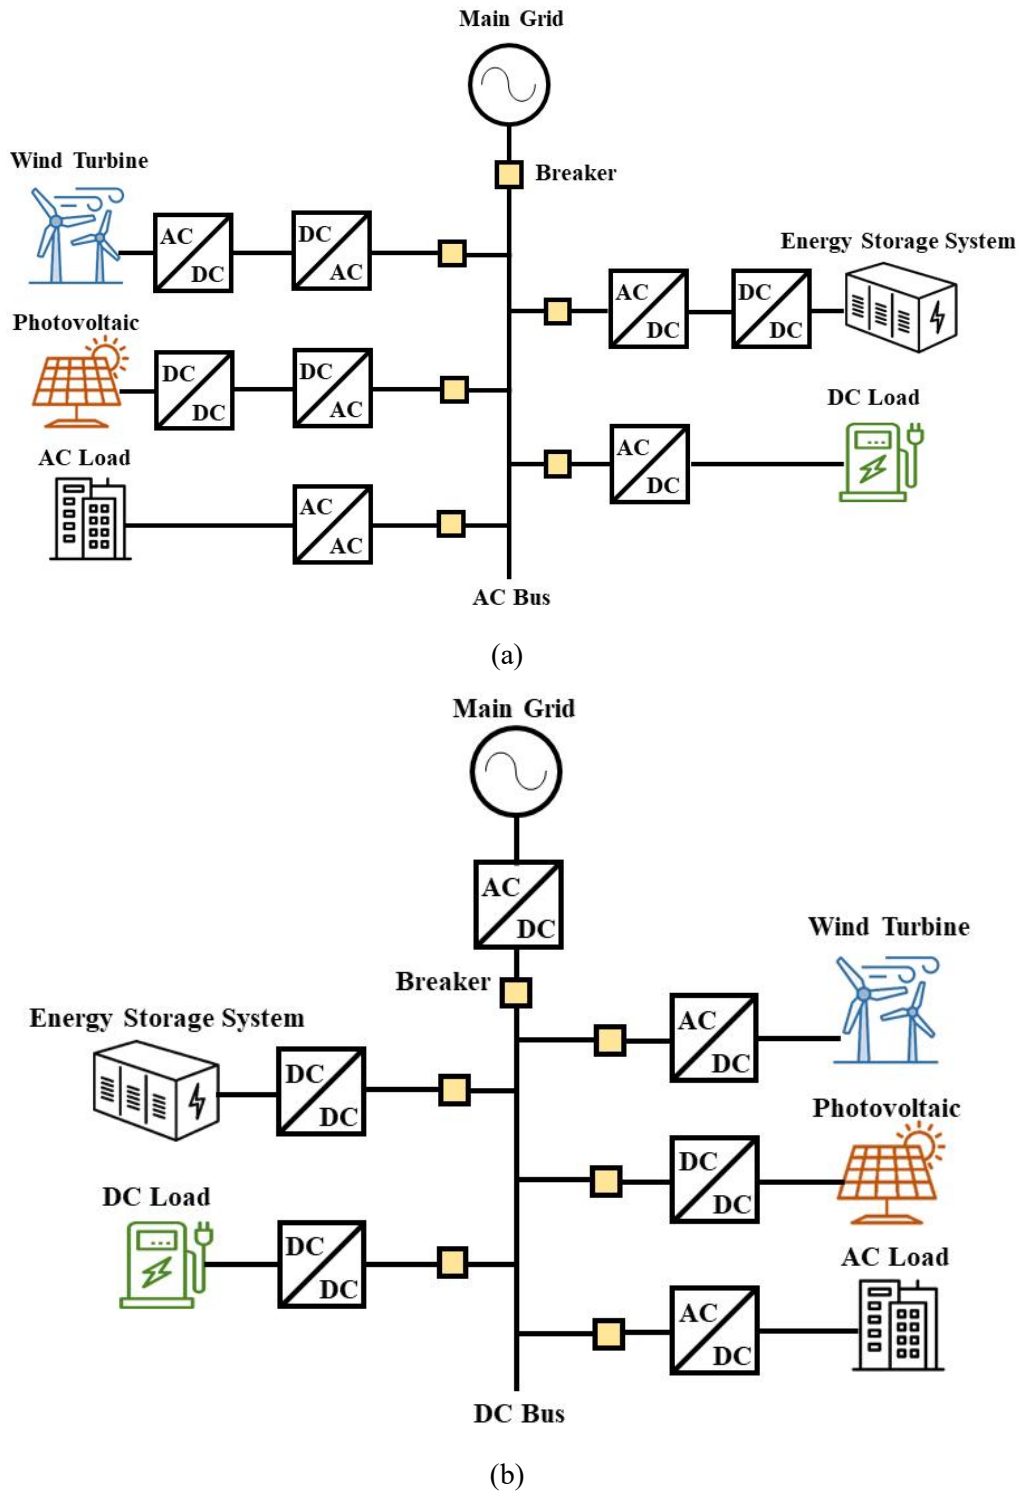 Main Grid
Breaker
Wind Turbine
AC
DC
DC
AC
Energy Storage System
AC
DC
DC
DC
Photovoltaic
DC
DC
DC
AC
DC Load
AC
DC
AC Load
AC
AC
AC Bus
(a)
Main Grid
AC
DC
Breaker
Wind Turbine
AC
DC
Energy Storage System
DC
DC
Photovoltaic
DC
DC
DC Load
DC
DC
AC Load
AC
DC
DC Bus
(b)